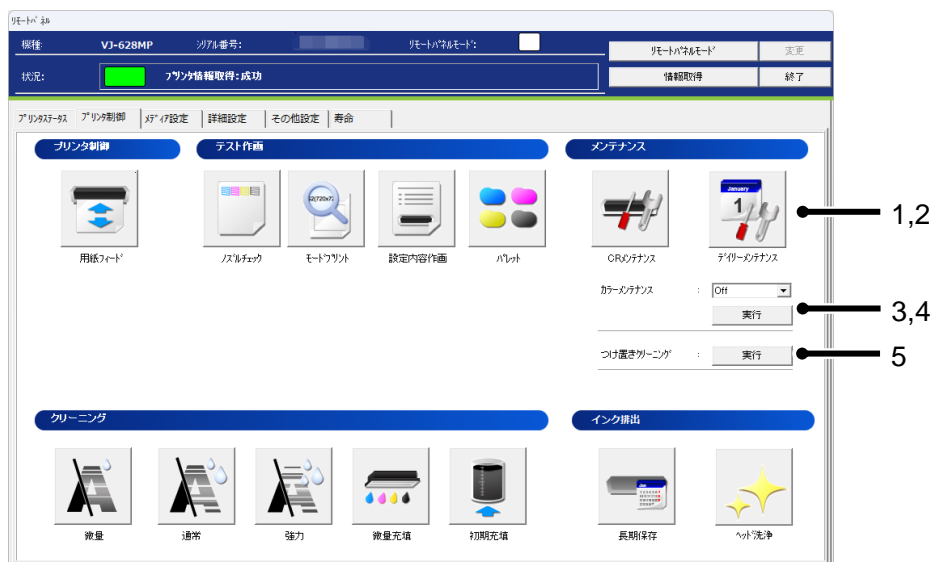 リモートパネル
機種: VJ-628MP シリアル番号: リモートパネルモード:
リモートパネルモード 変更
状況: プリンタ情報取得：成功
情報取得 終了
プリンタステータス プリンタ制御 メディア設定 詳細設定 その他設定 寿命
プリンタ制御 テスト作画 メンテナンス
1,2
用紙フィード ノズルチェック モードプリント 設定内容作画 パレット CRメンテナンス デイリーメンテナンス
カラーメンテナンス : Off
実行
3,4
つけ置きクリーニング : 実行
5
クリーニング インク排出
微量 通常 強力 微量充填 初期充填 長期保存 ヘッド洗浄